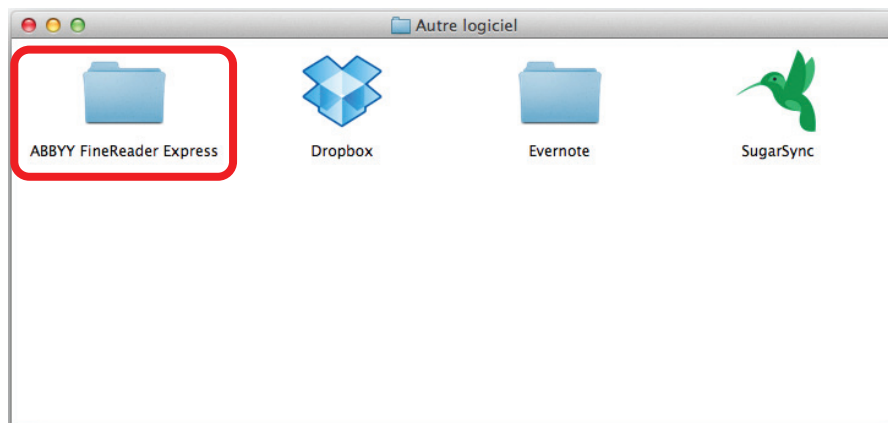 Autre logiciel
ABBYY FineReader Express Dropbox Evernote SugarSync